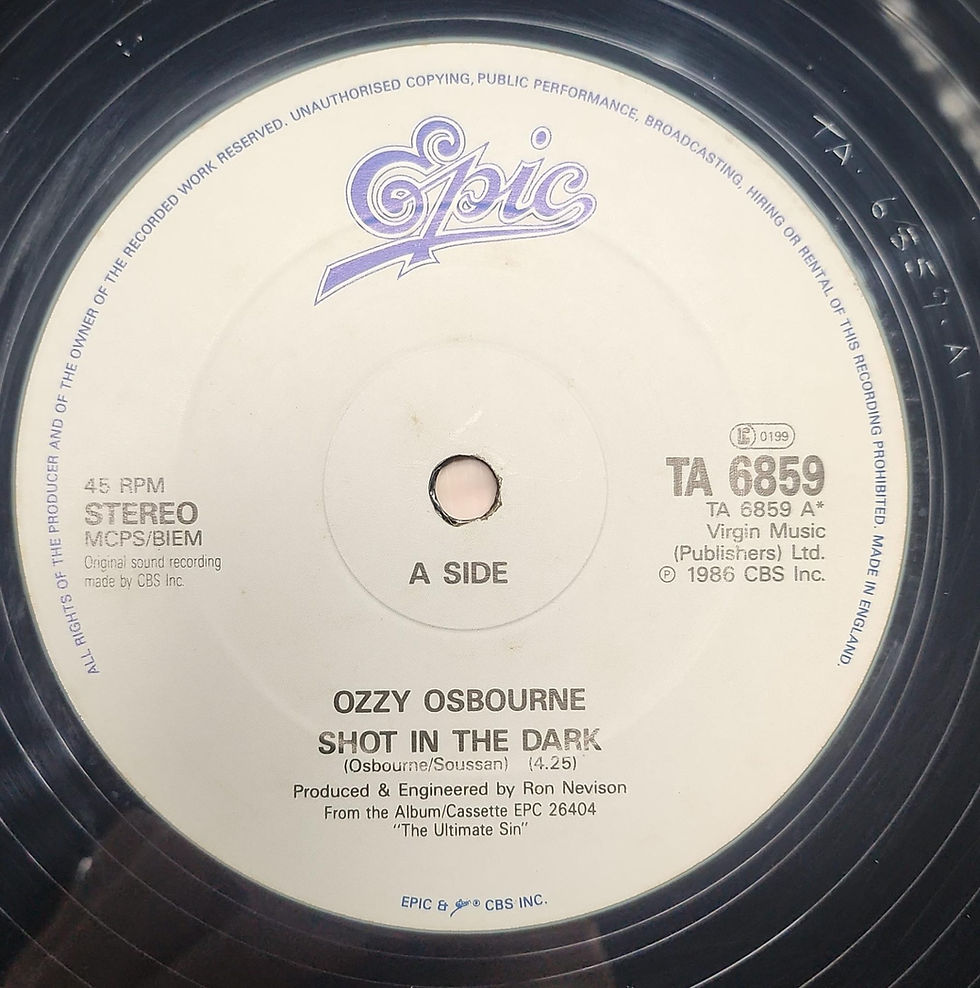 ALL RIGHTS OF THE PRODUCER AND OF THE OWNER OF THE RECORDED WORK RESERVED. UNAUTHORISED COPYING, PUBLIC PERFORMANCE, BROADCASTING, HIRING OR RENTAL OF THIS RECORDING PROHIBITED. MADE IN ENGLAND.
Epic
TA. 6859.A1
45 RPM
STEREO
MCPS/BIEM
Original sound recording
made by CBS Inc.
LC 0199
TA 6859
TA 6859 A*
Virgin Music
(Publishers) Ltd.
℗ 1986 CBS Inc.
A SIDE
OZZY OSBOURNE
SHOT IN THE DARK
(Osbourne/Soussan) (4.25)
Produced & Engineered by Ron Nevison
From the Album/Cassette EPC 26404
"The Ultimate Sin"
EPIC & Epic ® CBS INC.